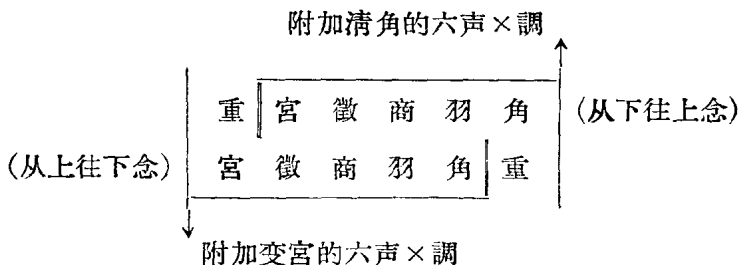 附加清角的六声×調
重 宮 徵 商 羽 角 (从下往上念)
(从上往下念) 宮 徵 商 羽 角 重
附加变宮的六声×調